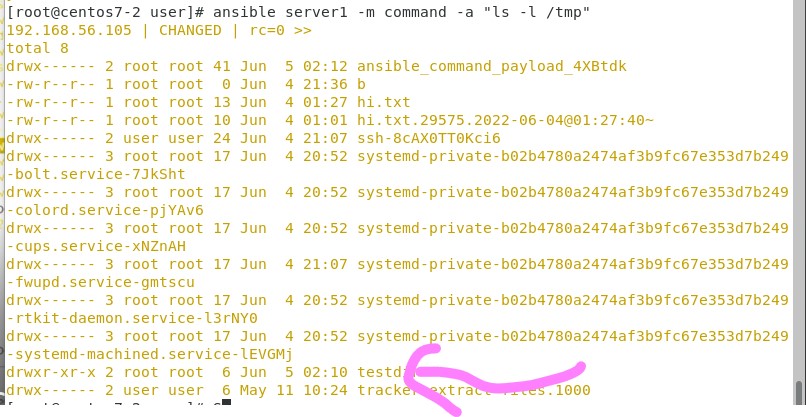 [root@centos7-2 user]# ansible server1 -m command -a "ls -l /tmp"
192.168.56.105 | CHANGED | rc=0 >>
total 8
drwx------ 2 root root 41 Jun  5 02:12 ansible_command_payload_4XBtdk
-rw-r--r-- 1 root root  0 Jun  4 21:36 b
-rw-r--r-- 1 root root 13 Jun  4 01:27 hi.txt
-rw-r--r-- 1 root root 10 Jun  4 01:01 hi.txt.29575.2022-06-04@01:27:40~
drwx------ 2 user user 24 Jun  4 21:07 ssh-8cAX0TT0Kci6
drwx------ 3 root root 17 Jun  4 20:52 systemd-private-b02b4780a2474af3b9fc67e353d7b249
-bolt.service-7JkSht
drwx------ 3 root root 17 Jun  4 20:52 systemd-private-b02b4780a2474af3b9fc67e353d7b249
-colord.service-pjYAv6
drwx------ 3 root root 17 Jun  4 20:52 systemd-private-b02b4780a2474af3b9fc67e353d7b249
-cups.service-xNZnAH
drwx------ 3 root root 17 Jun  4 21:07 systemd-private-b02b4780a2474af3b9fc67e353d7b249
-fwupd.service-gmtscu
drwx------ 3 root root 17 Jun  4 20:52 systemd-private-b02b4780a2474af3b9fc67e353d7b249
-rtkit-daemon.service-l3rNY0
drwx------ 3 root root 17 Jun  4 20:52 systemd-private-b02b4780a2474af3b9fc67e353d7b249
-systemd-machined.service-lEVGMj
drwxr-xr-x 2 root root  6 Jun  5 02:10
drwx------ 2 user user  6 May 11 10:24 tracker-extract-files.1000